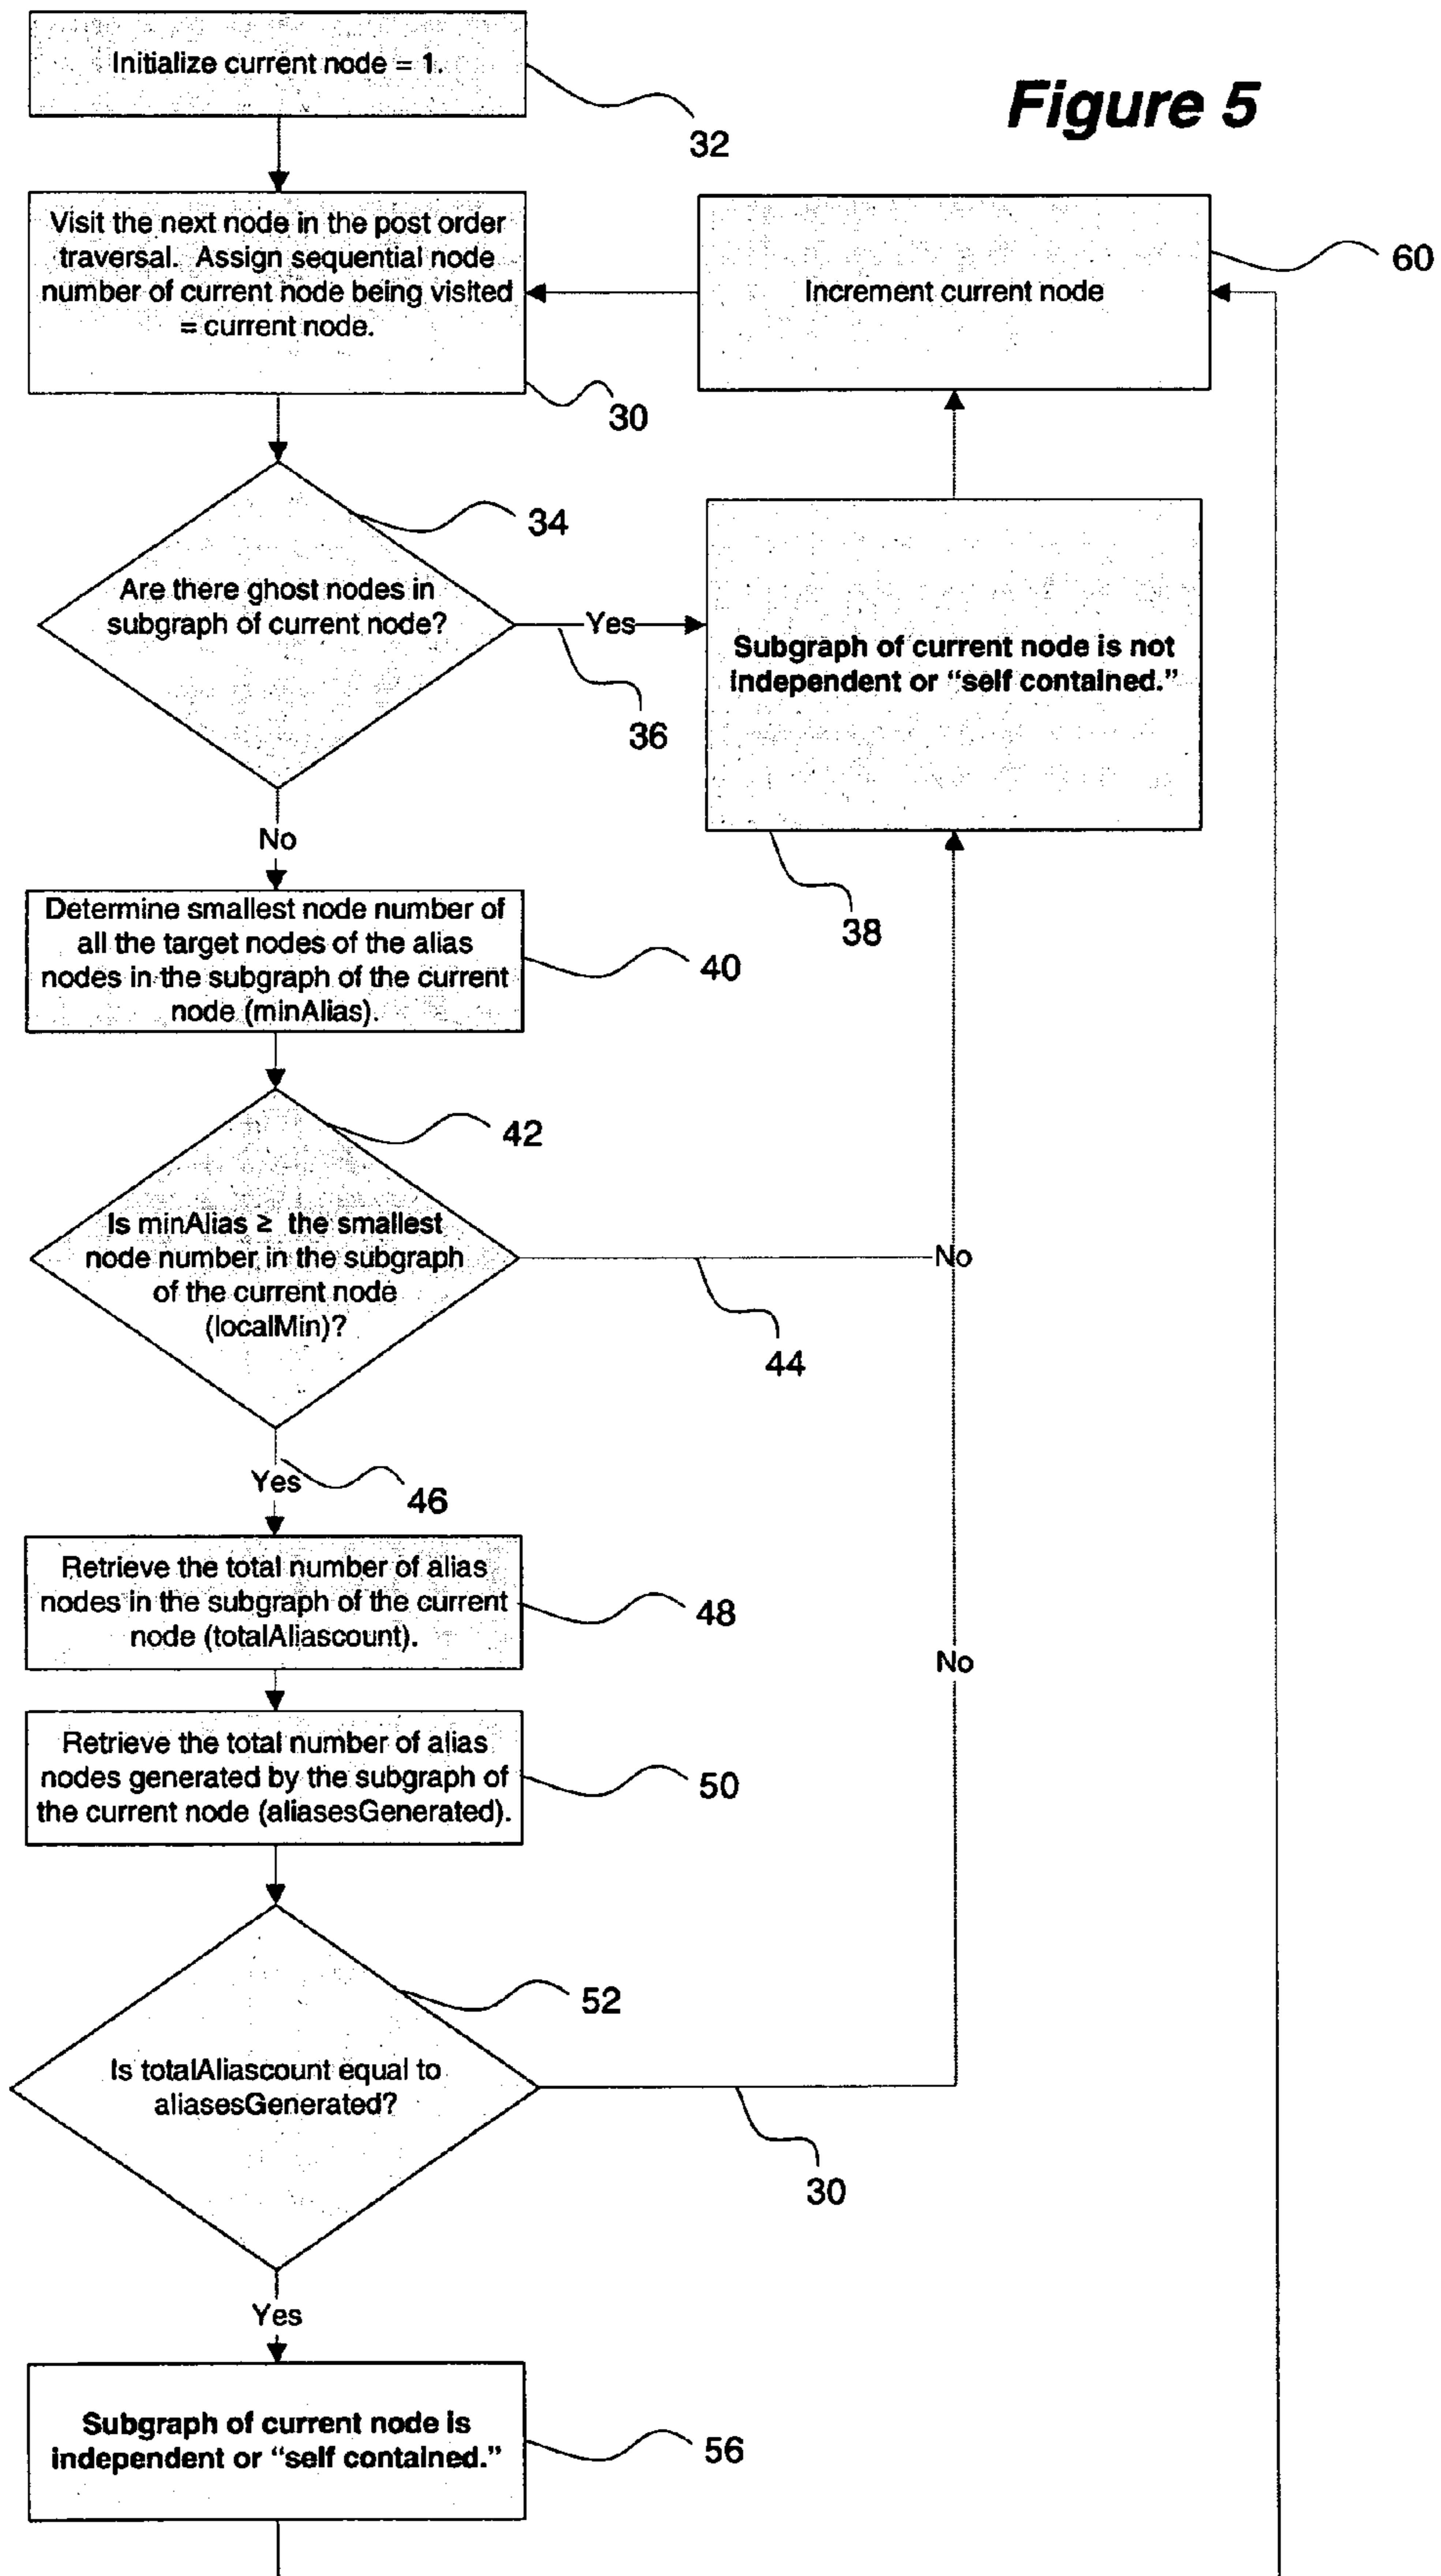 Figure 5
Initialize current node = 1.
32
Visit the next node in the post order
traversal. Assign sequential node
number of current node being visited
= current node.
30
Increment current node
60
Are there ghost nodes in
subgraph of current node?
34
Yes
36
Subgraph of current node is not
independent or “self contained.”
38
No
Determine smallest node number of
all the target nodes of the alias
nodes in the subgraph of the current
node (minAlias).
40
Is minAlias ≥ the smallest
node number in the subgraph
of the current node
(localMin)?
42
No
44
Yes
46
Retrieve the total number of alias
nodes in the subgraph of the current
node (totalAliascount).
48
Retrieve the total number of alias
nodes generated by the subgraph of
the current node (aliasesGenerated).
50
No
Is totalAliascount equal to
aliasesGenerated?
52
30
Yes
Subgraph of current node is
independent or “self contained.”
56